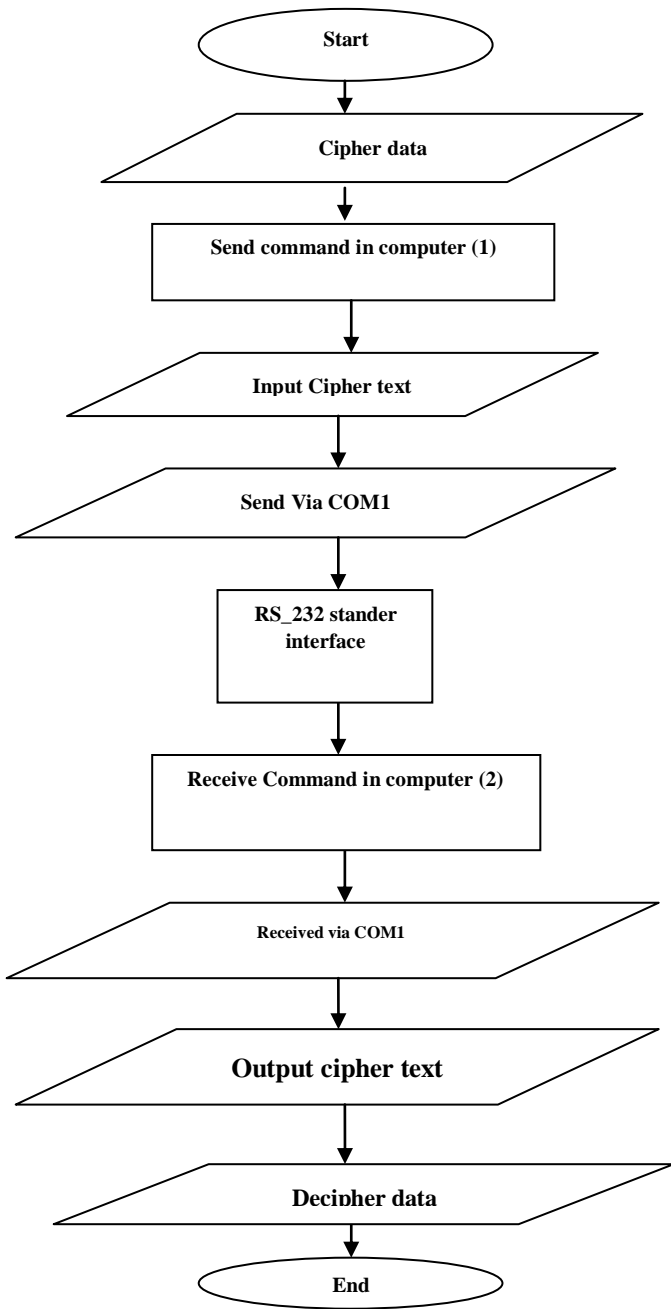 Start
Cipher data
Send command in computer (1)
Input Cipher text
Send Via COM1
RS_232 stander
interface
Receive Command in computer (2)
Received via COM1
Output cipher text
Decipher data
End